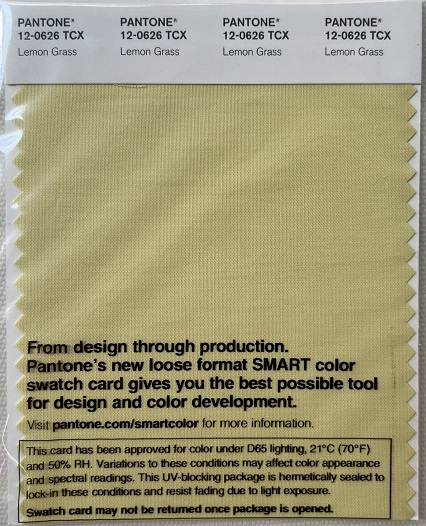 PANTONE® PANTONE® PANTONE® PANTONE®
12-0626 TCX 12-0626 TCX 12-0626 TCX 12-0626 TCX
Lemon Grass Lemon Grass Lemon Grass Lemon Grass
From design through production.
Pantone's new loose format SMART color
swatch card gives you the best possible tool
for design and color development.
Visit pantone.com/smartcolor for more information.
This card has been approved for color under D65 lighting, 21°C (70°F)
and 50% RH. Variations to these conditions may affect color appearance
and spectral readings. This UV-blocking package is hermetically sealed to
lock-in these conditions and resist fading due to light exposure.
Swatch card may not be returned once package is opened.